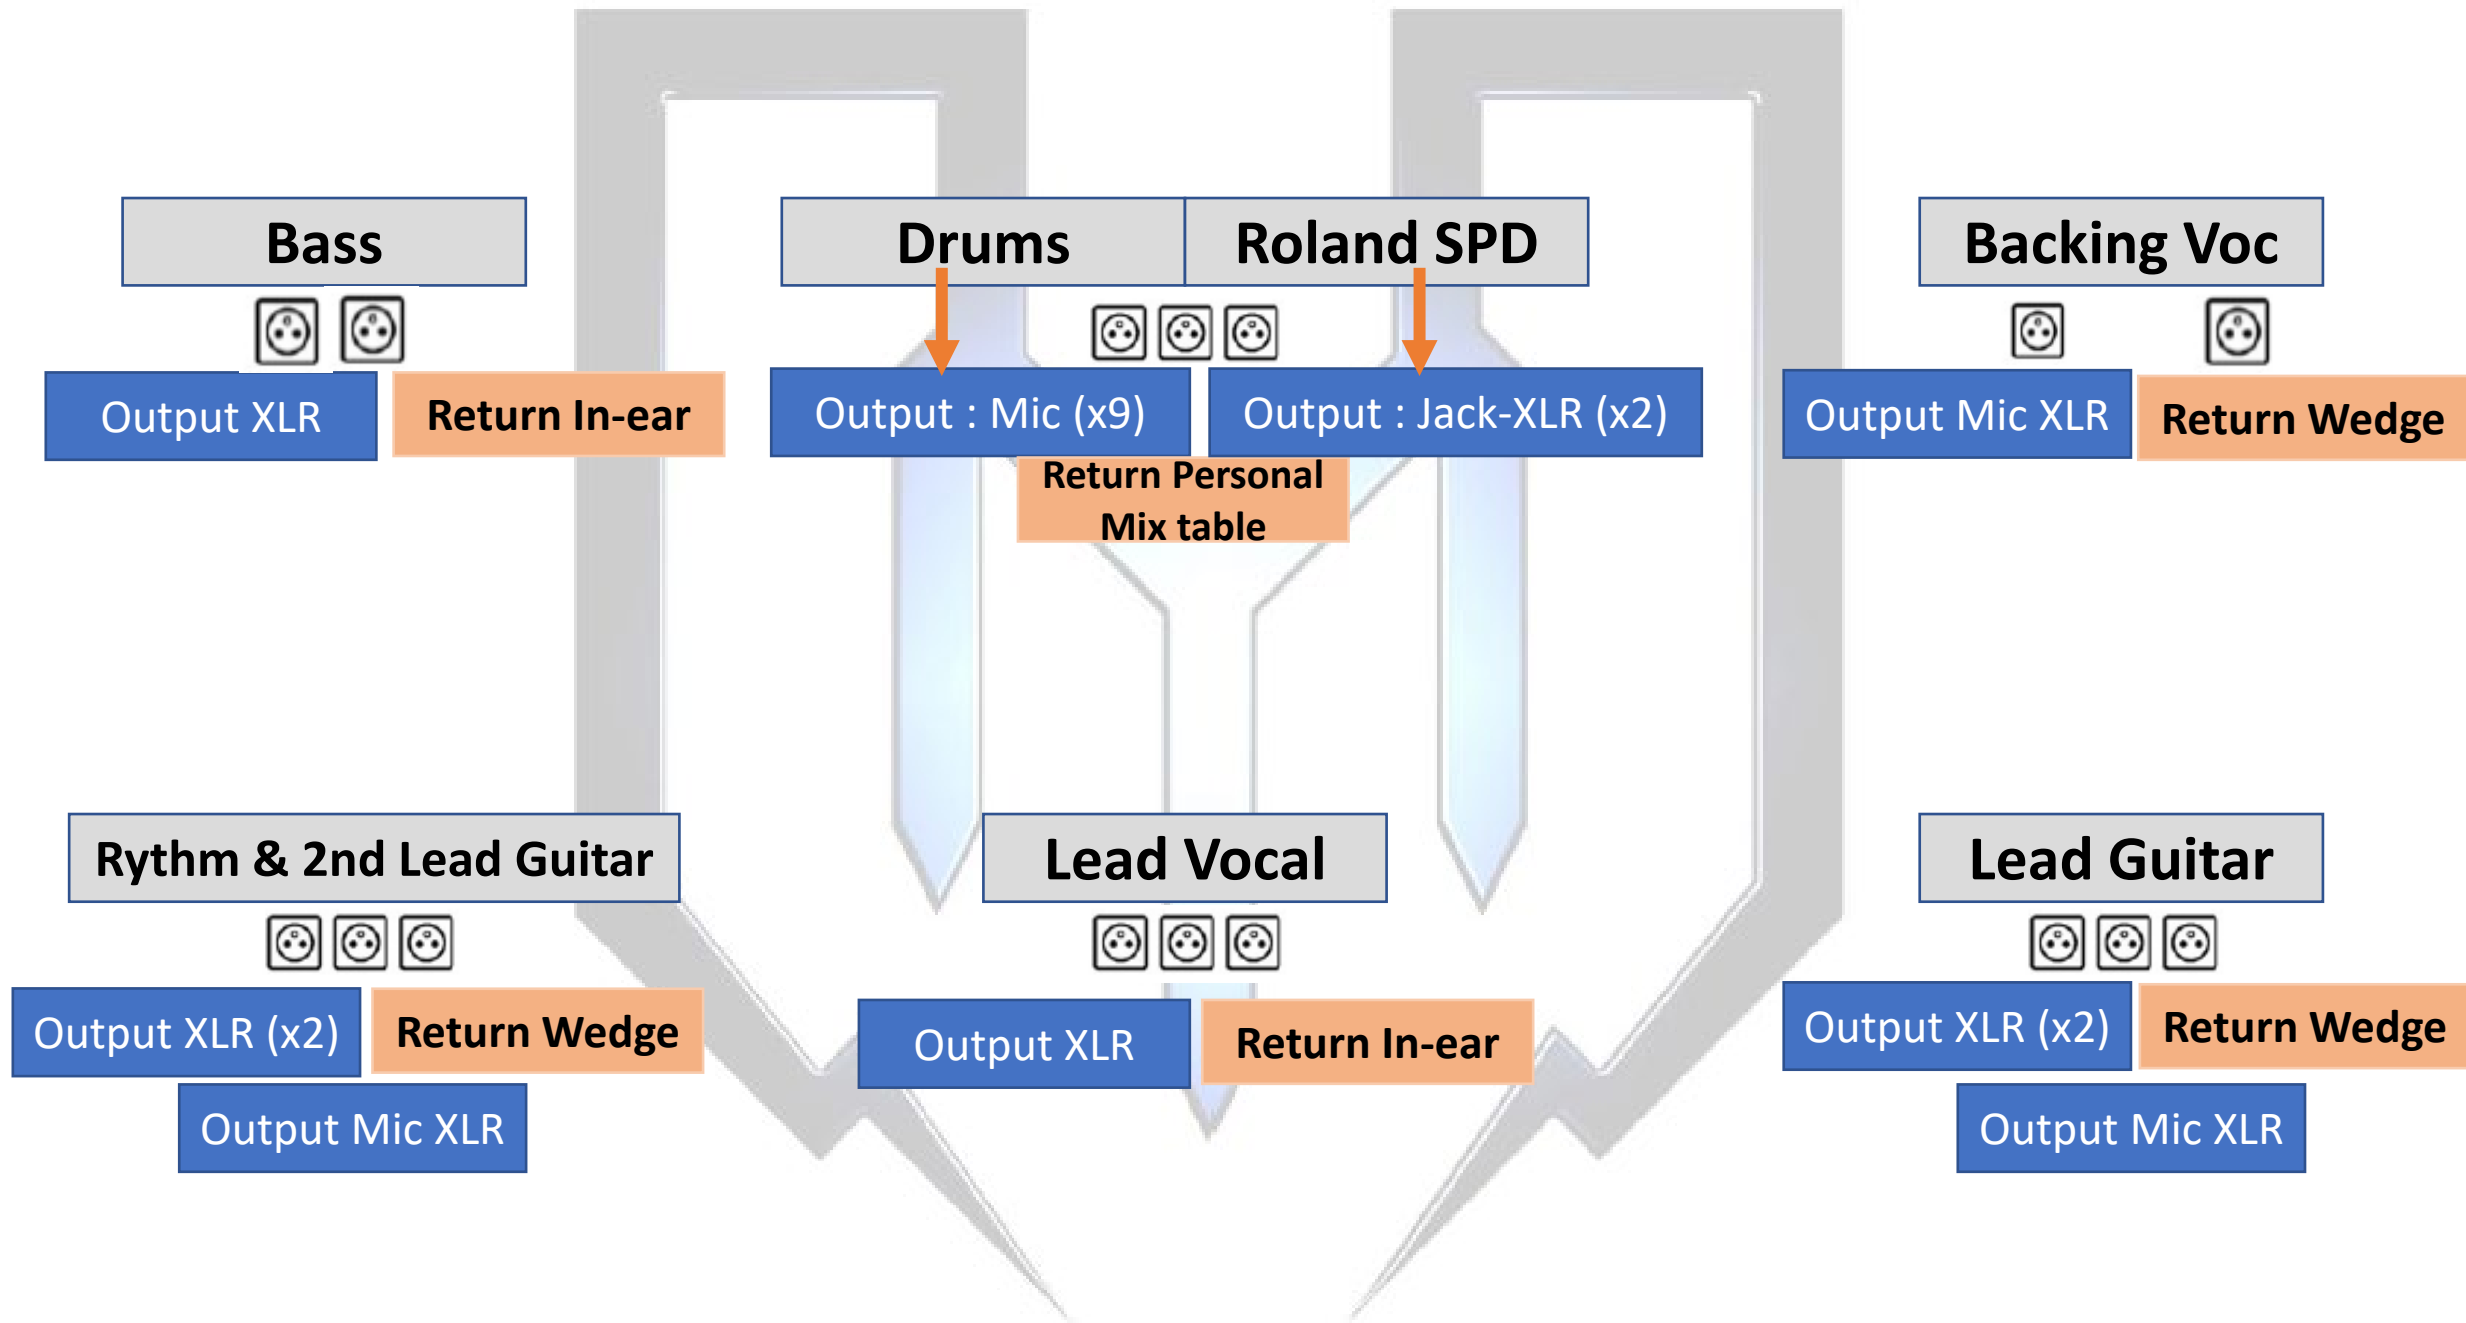 Bass
Drums
Roland SPD
Backing Voc
Output XLR
Return In-ear
Output : Mic (x9)
Output : Jack-XLR (x2)
Output Mic XLR
Return Wedge
Return Personal
Mix table
Rythm & 2nd Lead Guitar
Lead Vocal
Lead Guitar
Output XLR (x2)
Return Wedge
Output XLR
Return In-ear
Output XLR (x2)
Return Wedge
Output Mic XLR
Output Mic XLR